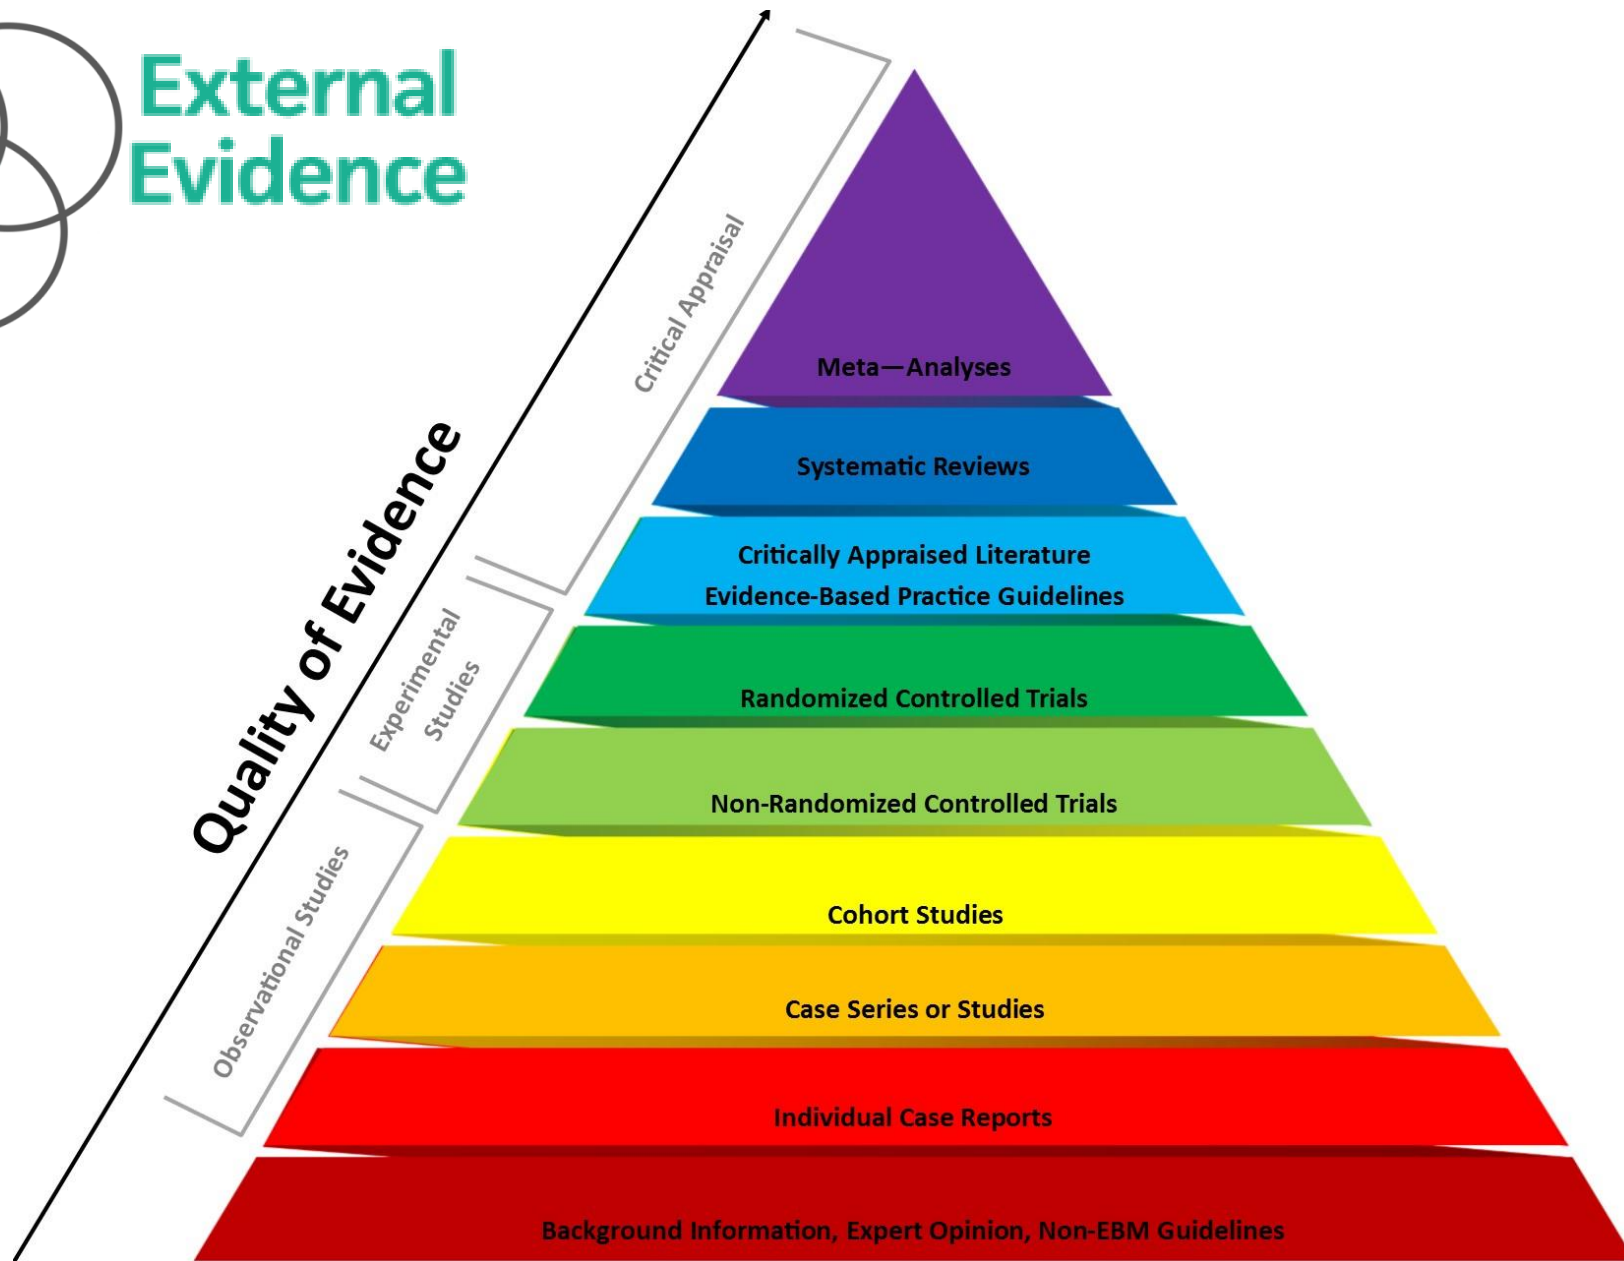 External
Evidence
Quality of Evidence
Critical Appraisal
Experimental
Studies
Observational Studies
Meta—Analyses
Systematic Reviews
Critically Appraised Literature
Evidence-Based Practice Guidelines
Randomized Controlled Trials
Non-Randomized Controlled Trials
Cohort Studies
Case Series or Studies
Individual Case Reports
Background Information, Expert Opinion, Non-EBM Guidelines